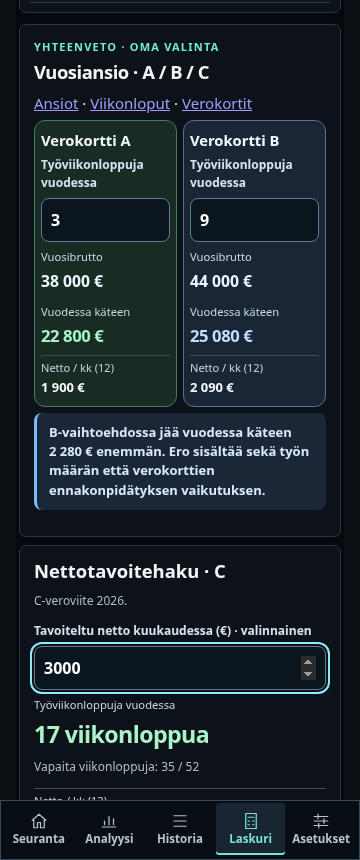 YHTEENVETO · OMA VALINTA
Vuosiansio · A / B / C
Ansiot · Viikonloput · Verokortit
Verokortti A
Työviikonloppuja
vuodessa
3
Vuosibrutto
38 000 €
Vuodessa käteen
22 800 €
Netto / kk (12)
1 900 €
Verokortti B
Työviikonloppuja
vuodessa
9
Vuosibrutto
44 000 €
Vuodessa käteen
25 080 €
Netto / kk (12)
2 090 €
B-vaihtoehdossa jää vuodessa käteen
2 280 € enemmän. Ero sisältää sekä työn
määrän että verokorttien
ennakonpidätyksen vaikutuksen.
Nettotavoitehaku · C
C-veroviite 2026.
Tavoiteltu netto kuukaudessa (€) · valinnainen
3000
Työviikonloppuja vuodessa
17 viikonloppua
Vapaita viikonloppuja: 35 / 52
Netto / kk (12)
Seuranta
Analyysi
Historia
Laskuri
Asetukset